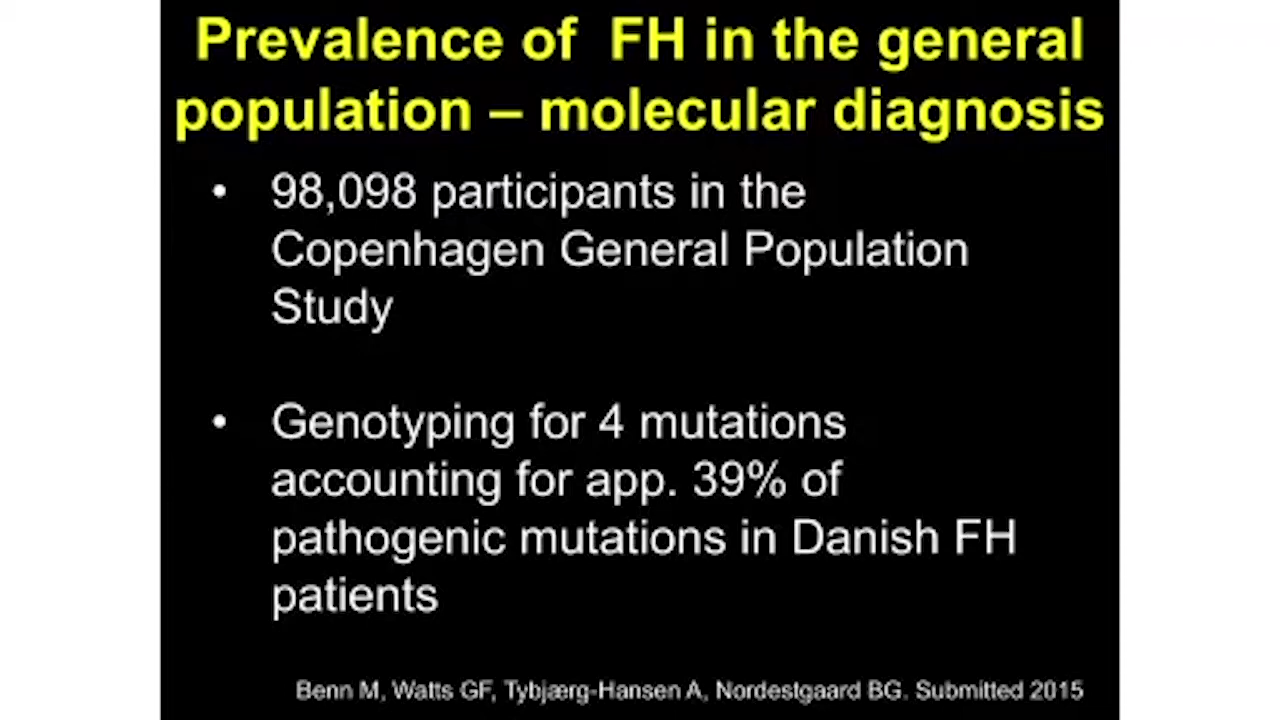 Prevalence of FH in the general
population – molecular diagnosis
• 98,098 participants in the
Copenhagen General Population
Study
• Genotyping for 4 mutations
accounting for app. 39% of
pathogenic mutations in Danish FH
patients
Benn M, Watts GF, Tybjærg-Hansen A, Nordestgaard BG. Submitted 2015